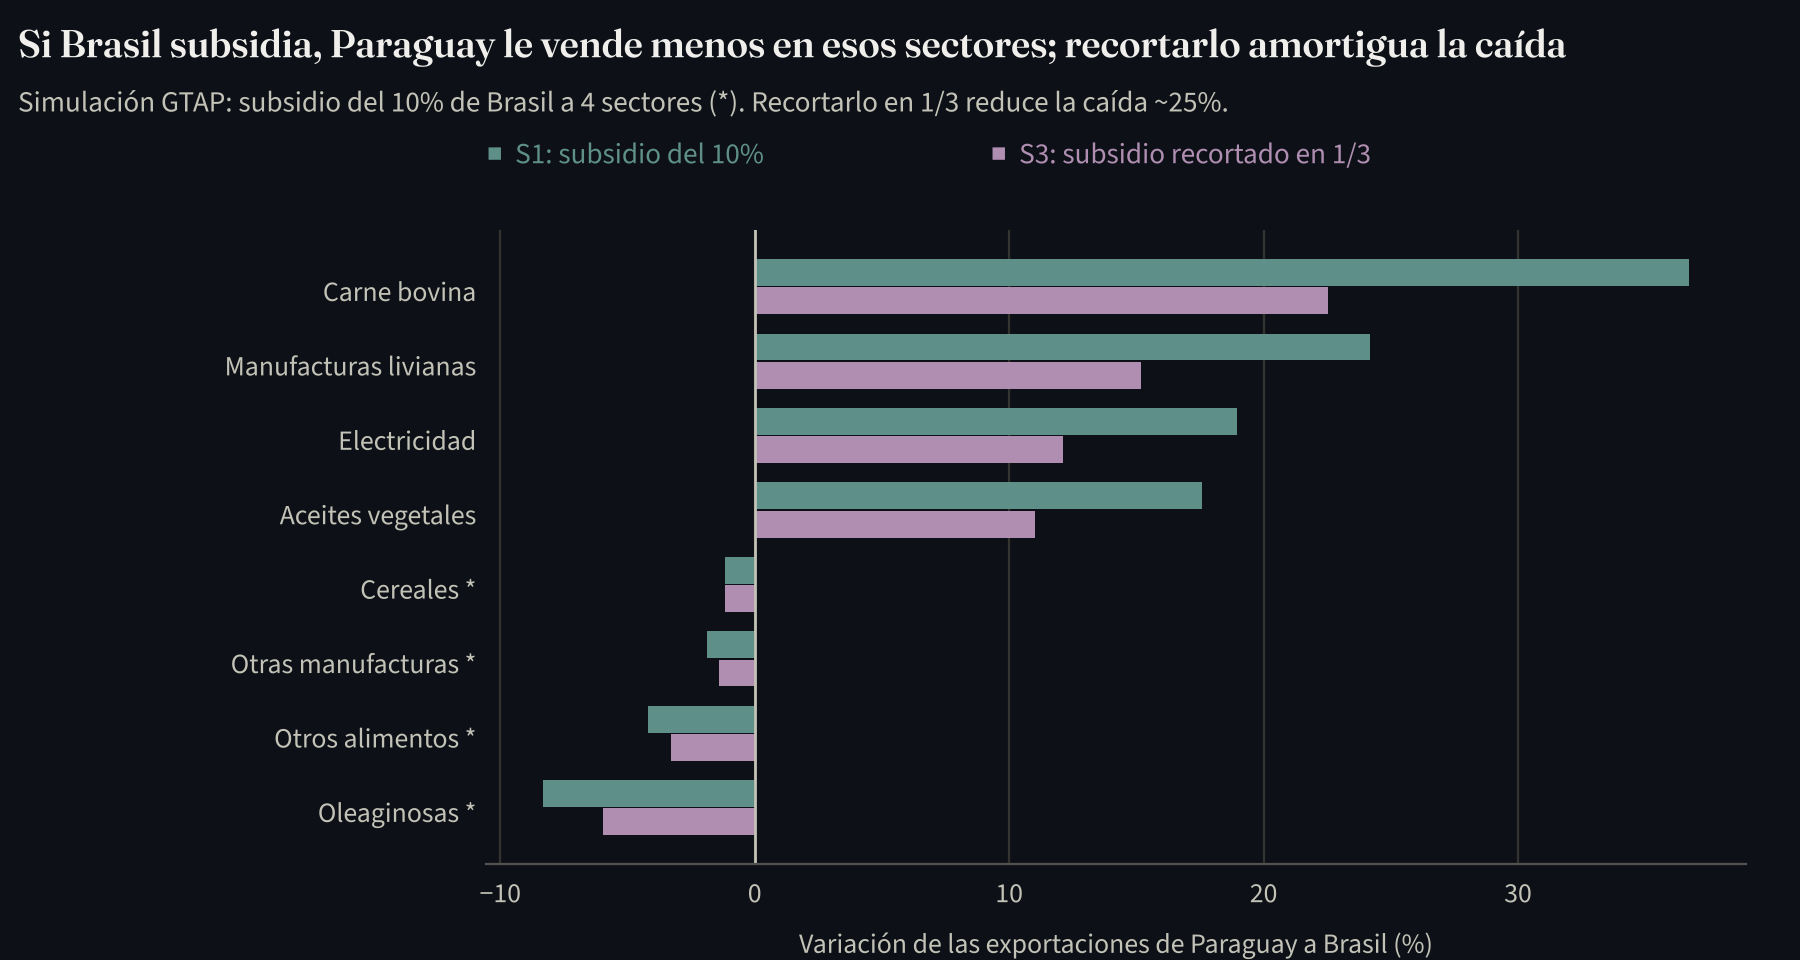 Si Brasil subsidia, Paraguay le vende menos en esos sectores; recortarlo amortigua la caída
Simulación GTAP: subsidio del 10% de Brasil a 4 sectores (*). Recortarlo en 1/3 reduce la caída ~25%.
S1: subsidio del 10%
S3: subsidio recortado en 1/3
Carne bovina
Manufacturas livianas
Electricidad
Aceites vegetales
Cereales *
Otras manufacturas *
Otros alimentos *
Oleaginosas *
−10 0 10 20 30
Variación de las exportaciones de Paraguay a Brasil (%)